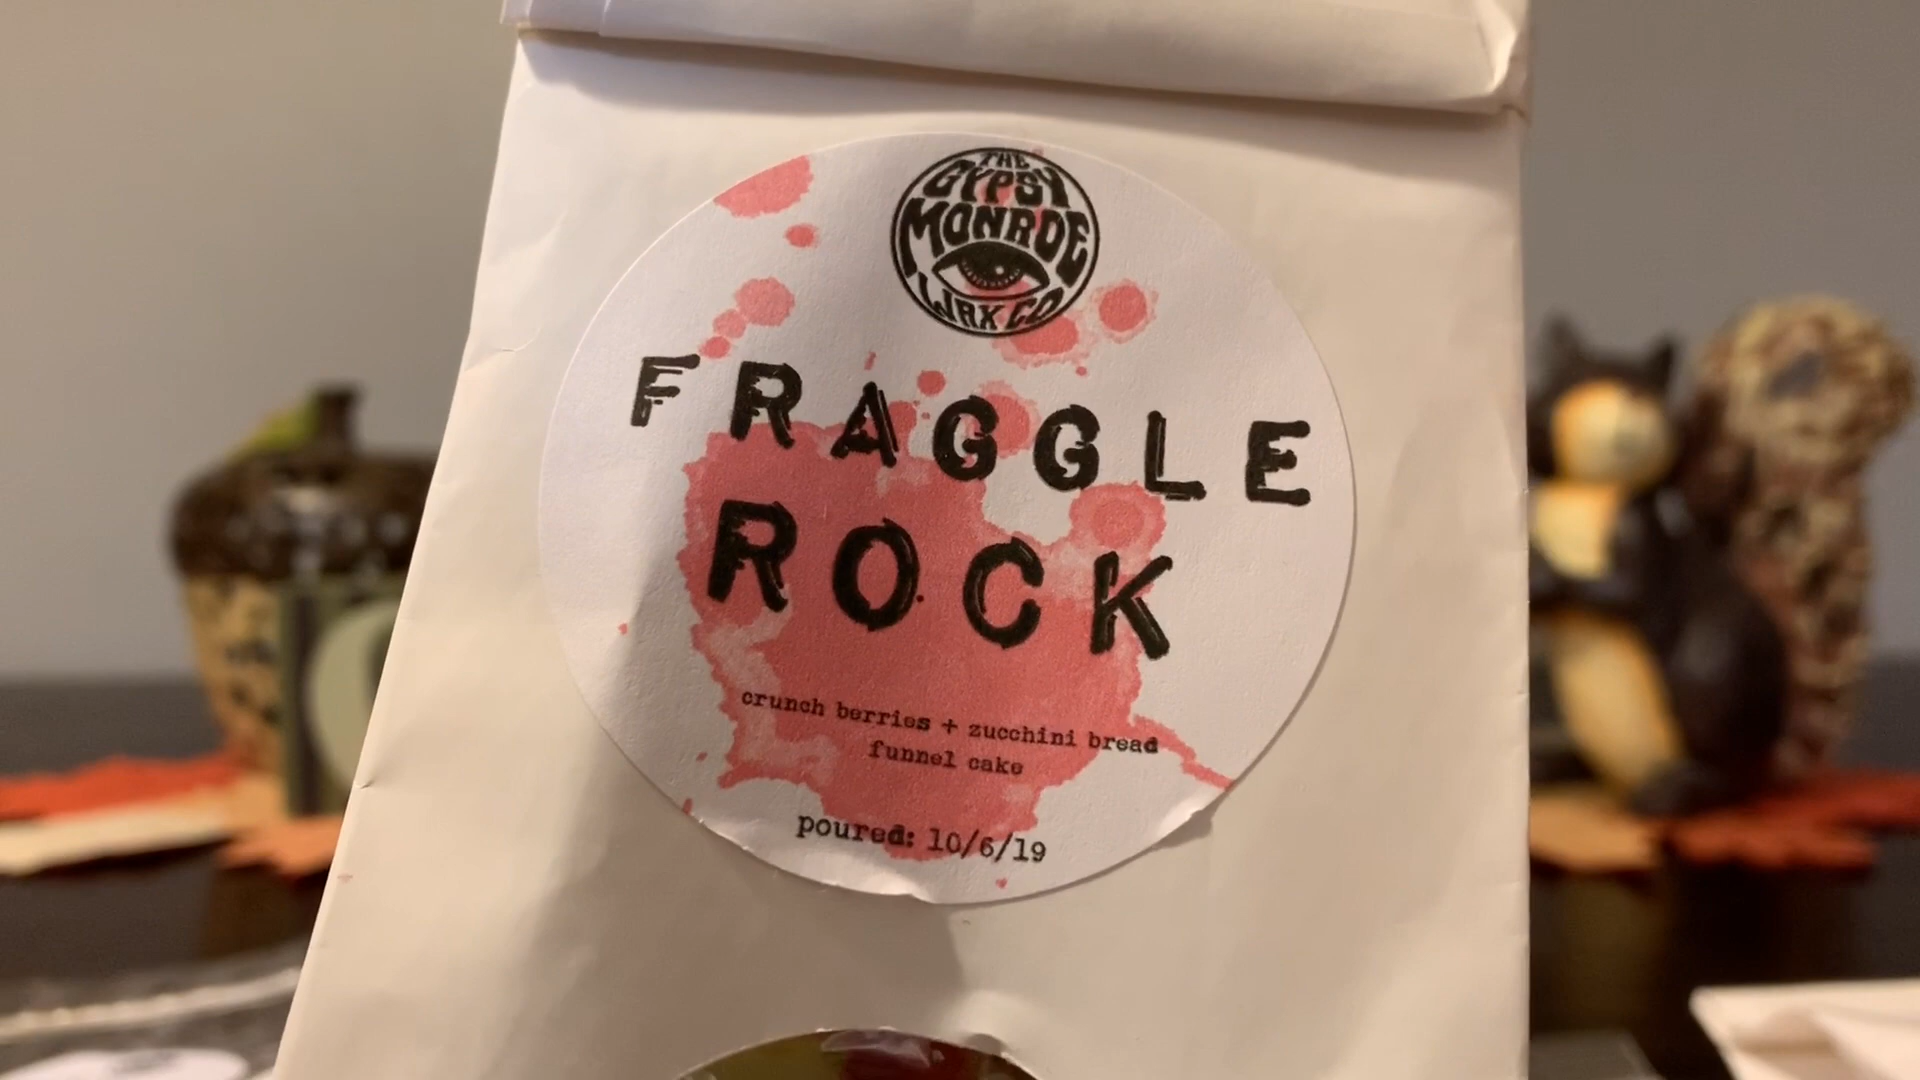 THE
GYPSY
MONROE
WAX CO
FRAGGLE
ROCK
crunch berries + zucchini bread
funnel cake
poured: 10/6/19